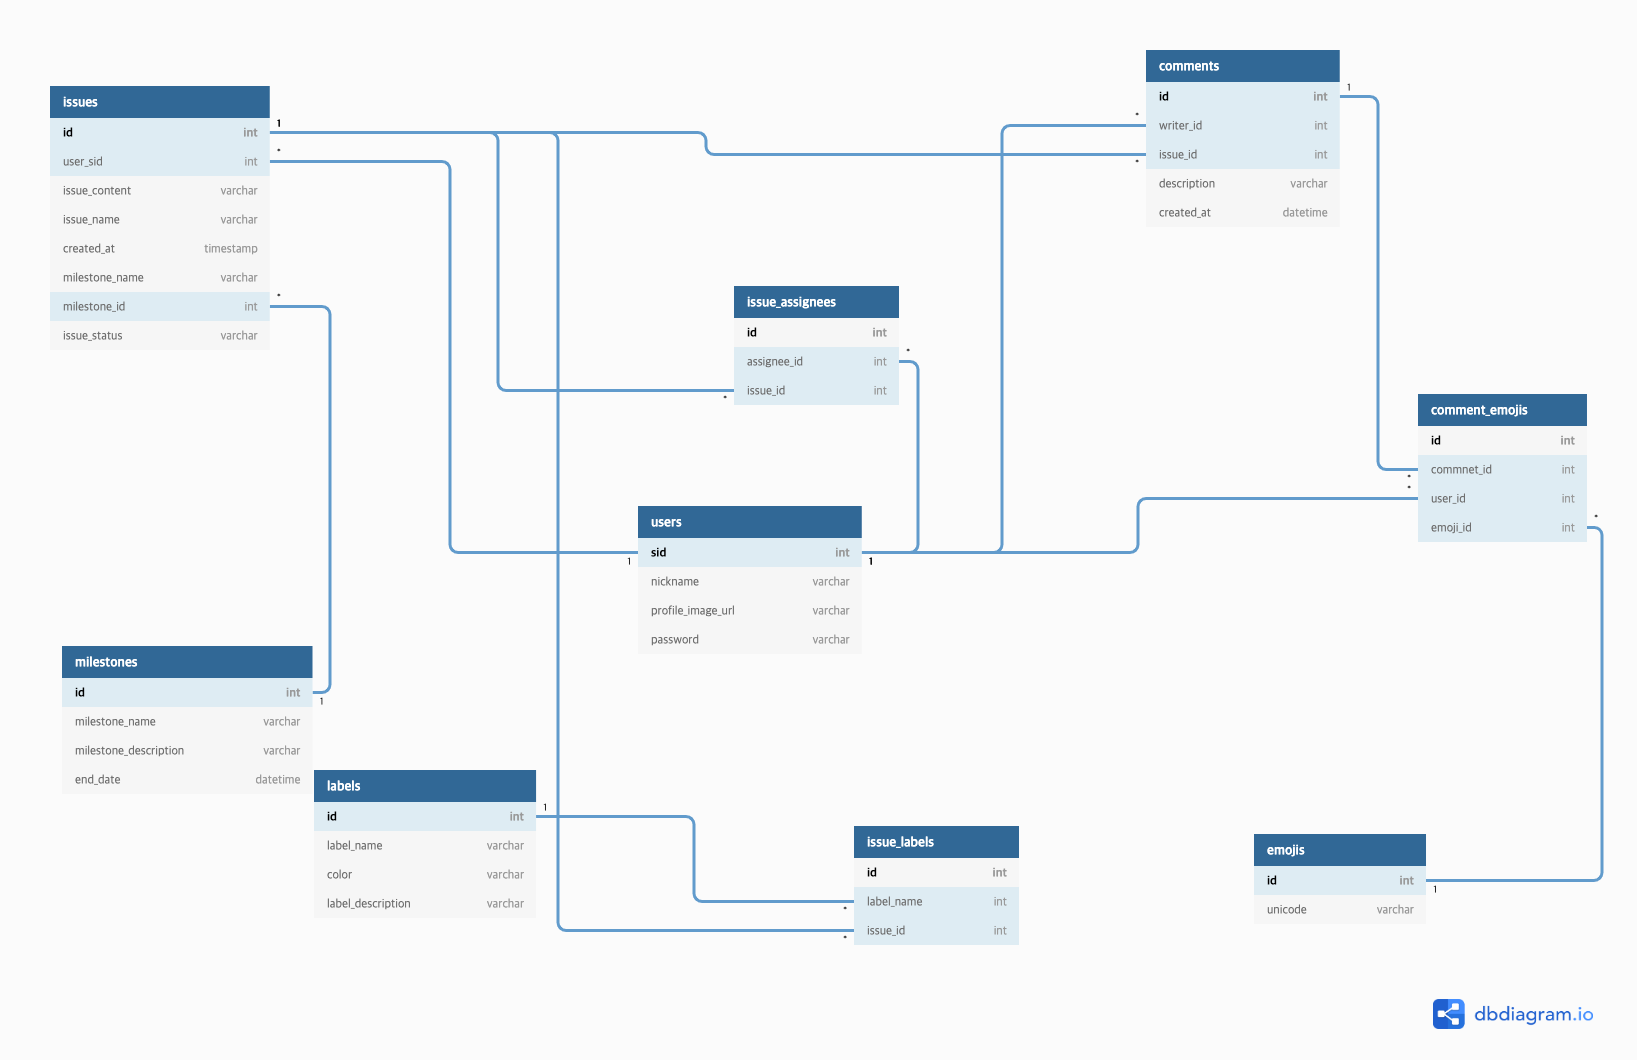 issues
id int
user_sid int
issue_content varchar
issue_name varchar
created_at timestamp
milestone_name varchar
milestone_id int
issue_status varchar
1
*
*
comments
id int
writer_id int
issue_id int
description varchar
created_at datetime
1
*
*
issue_assignees
id int
assignee_id int
issue_id int
*
*
comment_emojis
id int
commnet_id int
user_id int
emoji_id int
*
*
*
users
sid int
nickname varchar
profile_image_url varchar
password varchar
1
1
milestones
id int
milestone_name varchar
milestone_description varchar
end_date datetime
1
labels
id int
label_name varchar
color varchar
label_description varchar
1
issue_labels
id int
label_name int
issue_id int
*
*
emojis
id int
unicode varchar
1
dbdiagram.io